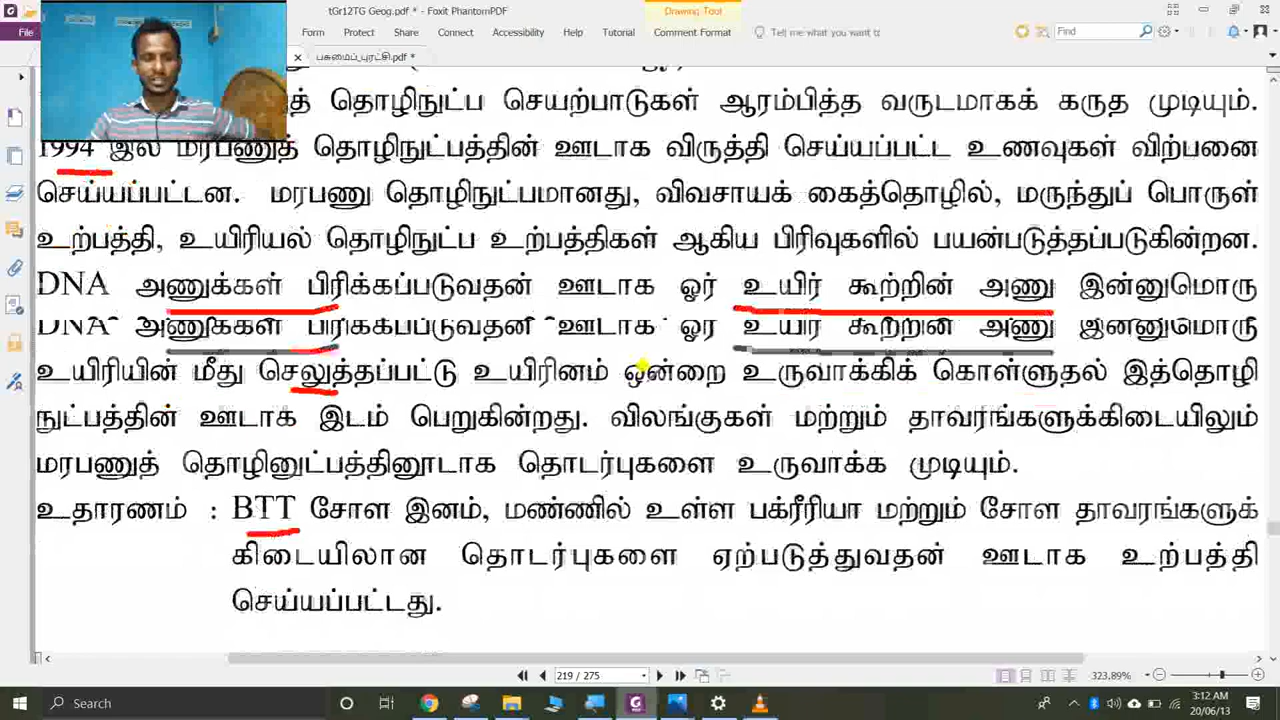 tGr12TG Geog.pdf * - Foxit PhantomPDF
Drawing Tool
File Form Protect Share Connect Accessibility Help Tutorial Comment Format Tell me what you want t Find
பசுமைப்புரட்சி.pdf *
தொழிநுட்ப செயற்பாடுகள் ஆரம்பித்த வருடமாகக் கருத முடியும்.
1994 இல் மரபணுத் தொழிநுட்பத்தின் ஊடாக விருத்தி செய்யப்பட்ட உணவுகள் விற்பனை
செய்யப்பட்டன. மரபணு தொழிநுட்பமானது, விவசாயக் கைத்தொழில், மருந்துப் பொருள்
உற்பத்தி, உயிரியல் தொழிநுட்ப உற்பத்திகள் ஆகிய பிரிவுகளில் பயன்படுத்தப்படுகின்றன.
DNA அணுக்கள் பிரிக்கப்படுவதன் ஊடாக ஓர் உயிர் கூற்றின் அணு இன்னுமொரு
DNA அணுக்கள் பிரிக்கப்படுவதன் ஊடாக ஓர் உயிர் கூற்றின் அணு இன்னுமொரு
உயிரியின் மீது செலுத்தப்பட்டு உயிரினம் ஒன்றை உருவாக்கிக் கொள்ளுதல் இத்தொழி
நுட்பத்தின் ஊடாக இடம் பெறுகின்றது. விலங்குகள் மற்றும் தாவரங்களுக்கிடையிலும்
மரபணுத் தொழினுட்பத்தினூடாக தொடர்புகளை உருவாக்க முடியும்.
உதாரணம் : BTT சோள இனம், மண்ணில் உள்ள பக்ரீரியா மற்றும் சோள தாவரங்களுக்
கிடையிலான தொடர்புகளை ஏற்படுத்துவதன் ஊடாக உற்பத்தி
செய்யப்பட்டது.
219 / 275
323.89%
Search
3:12 AM
20/06/13